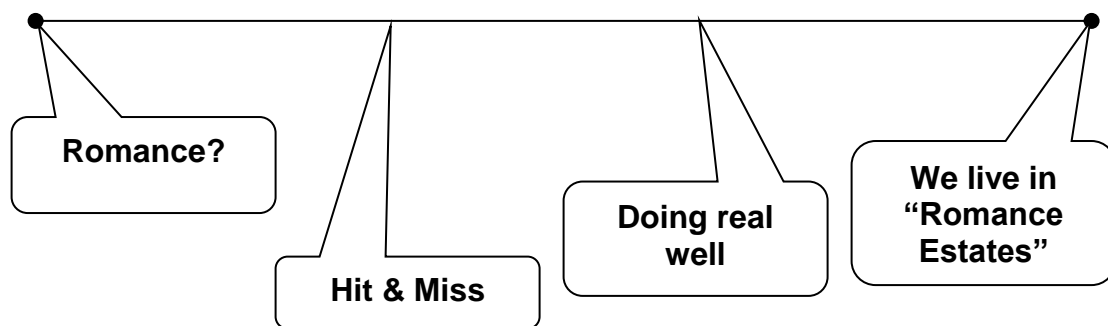 Romance?
Hit & Miss
Doing real
well
We live in
“Romance
Estates”